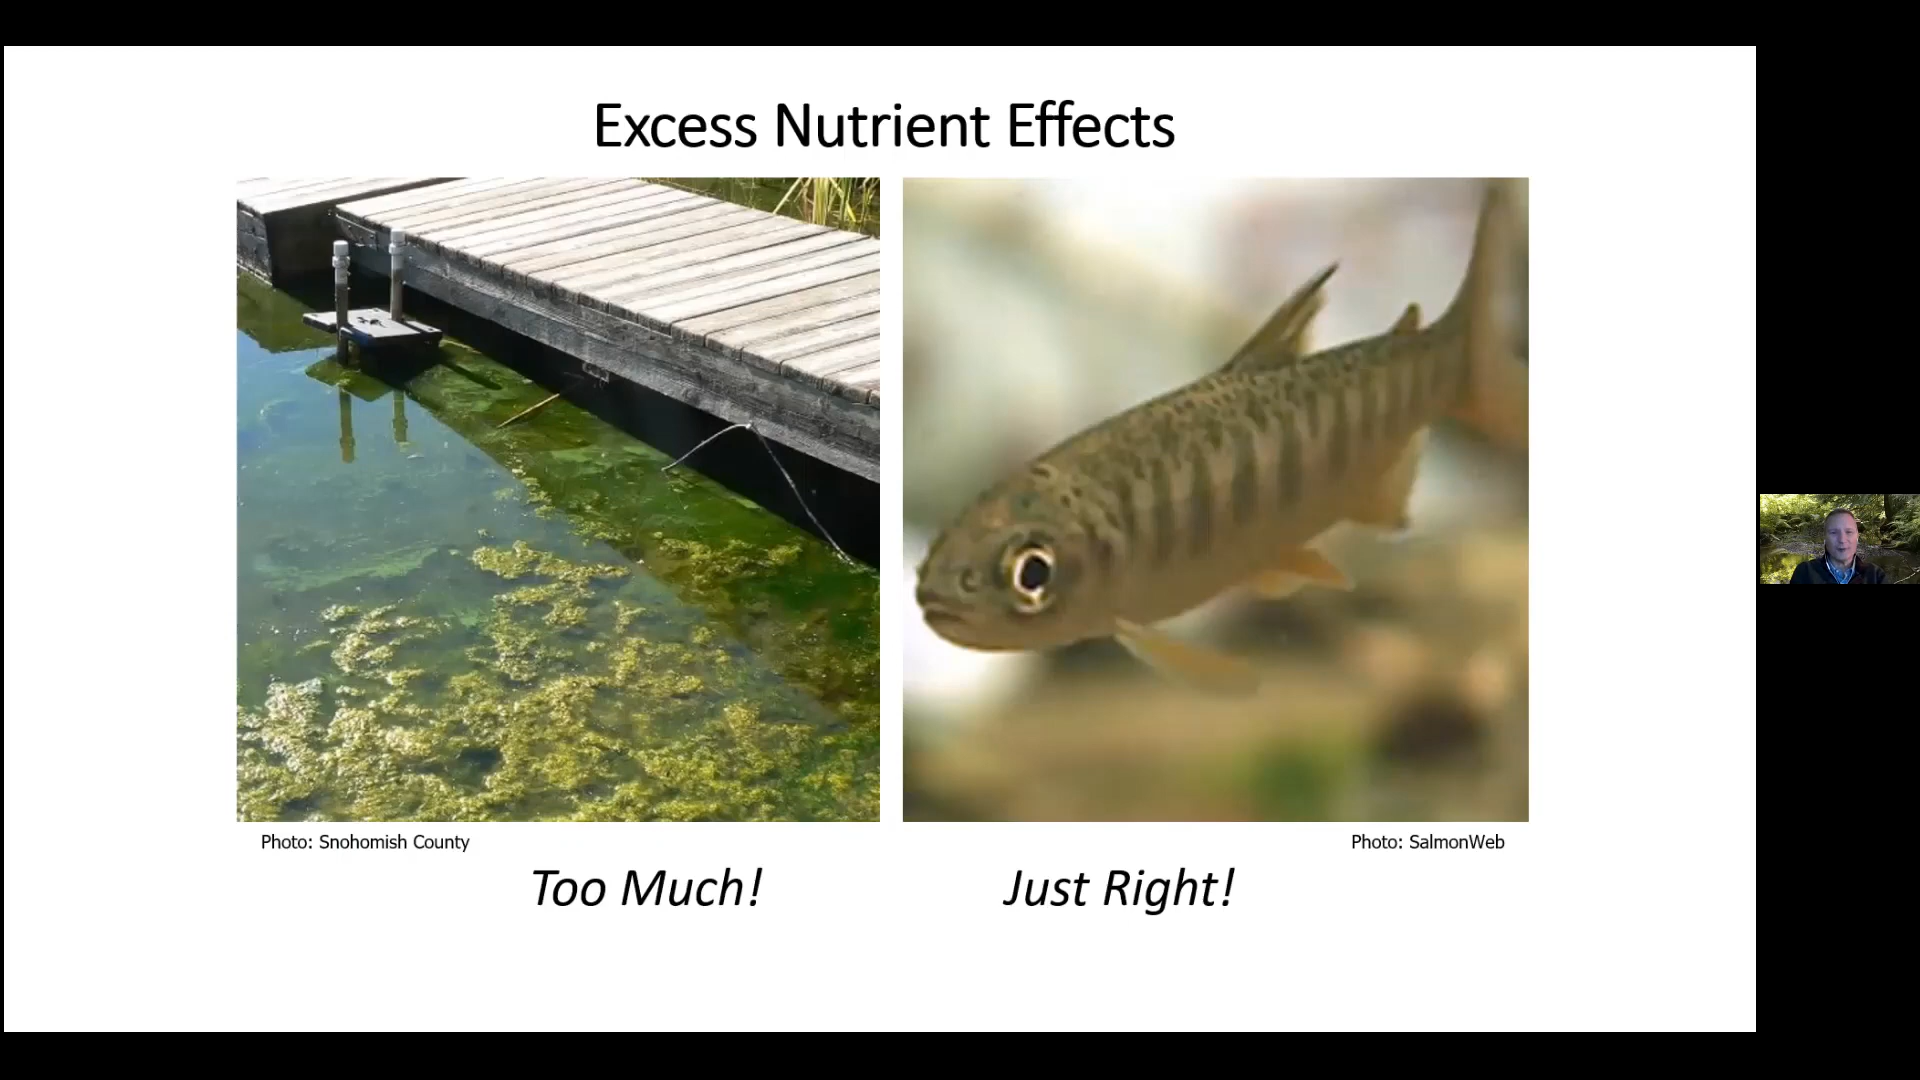 Excess Nutrient Effects
Photo: Snohomish County
Photo: SalmonWeb
Too Much!
Just Right!